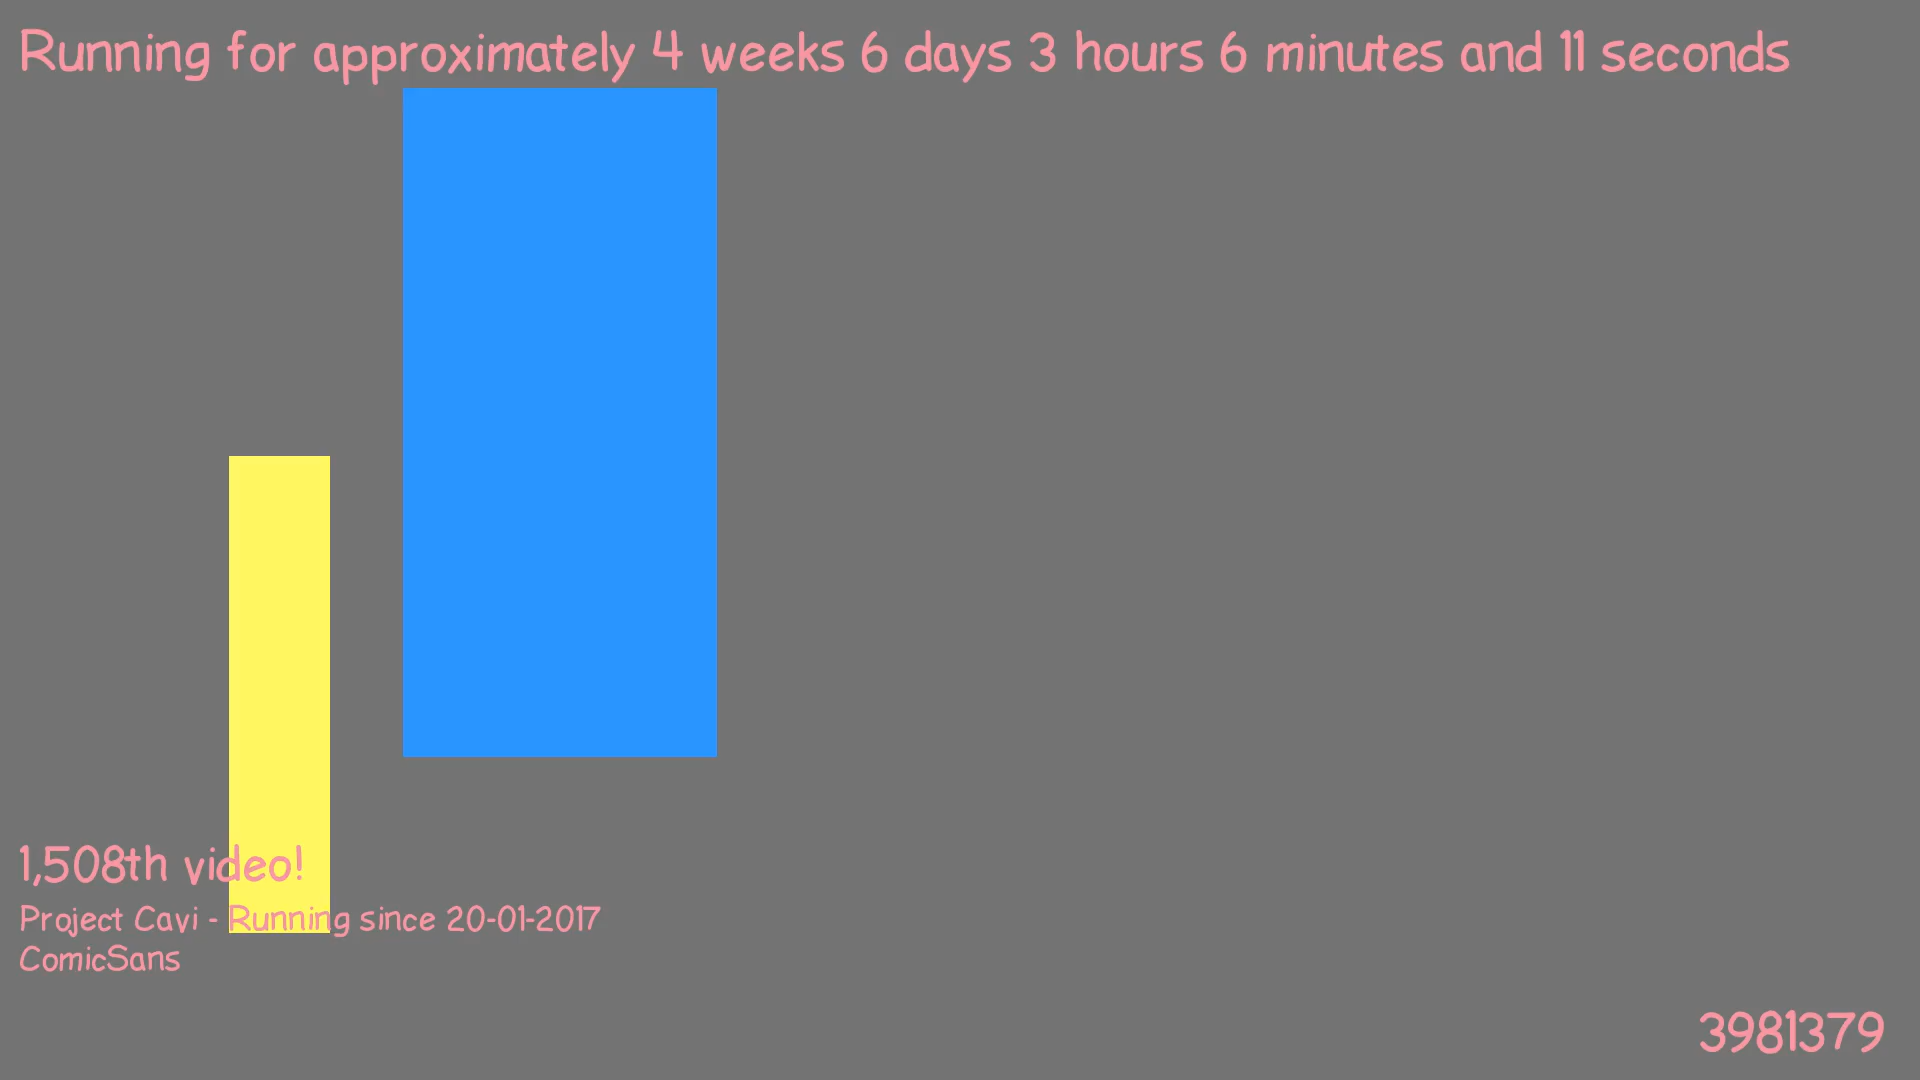 Running for approximately 4 weeks 6 days 3 hours 6 minutes and 11 seconds
1,508th video!
Project Cavi - Running since 20-01-2017
ComicSans
3981379